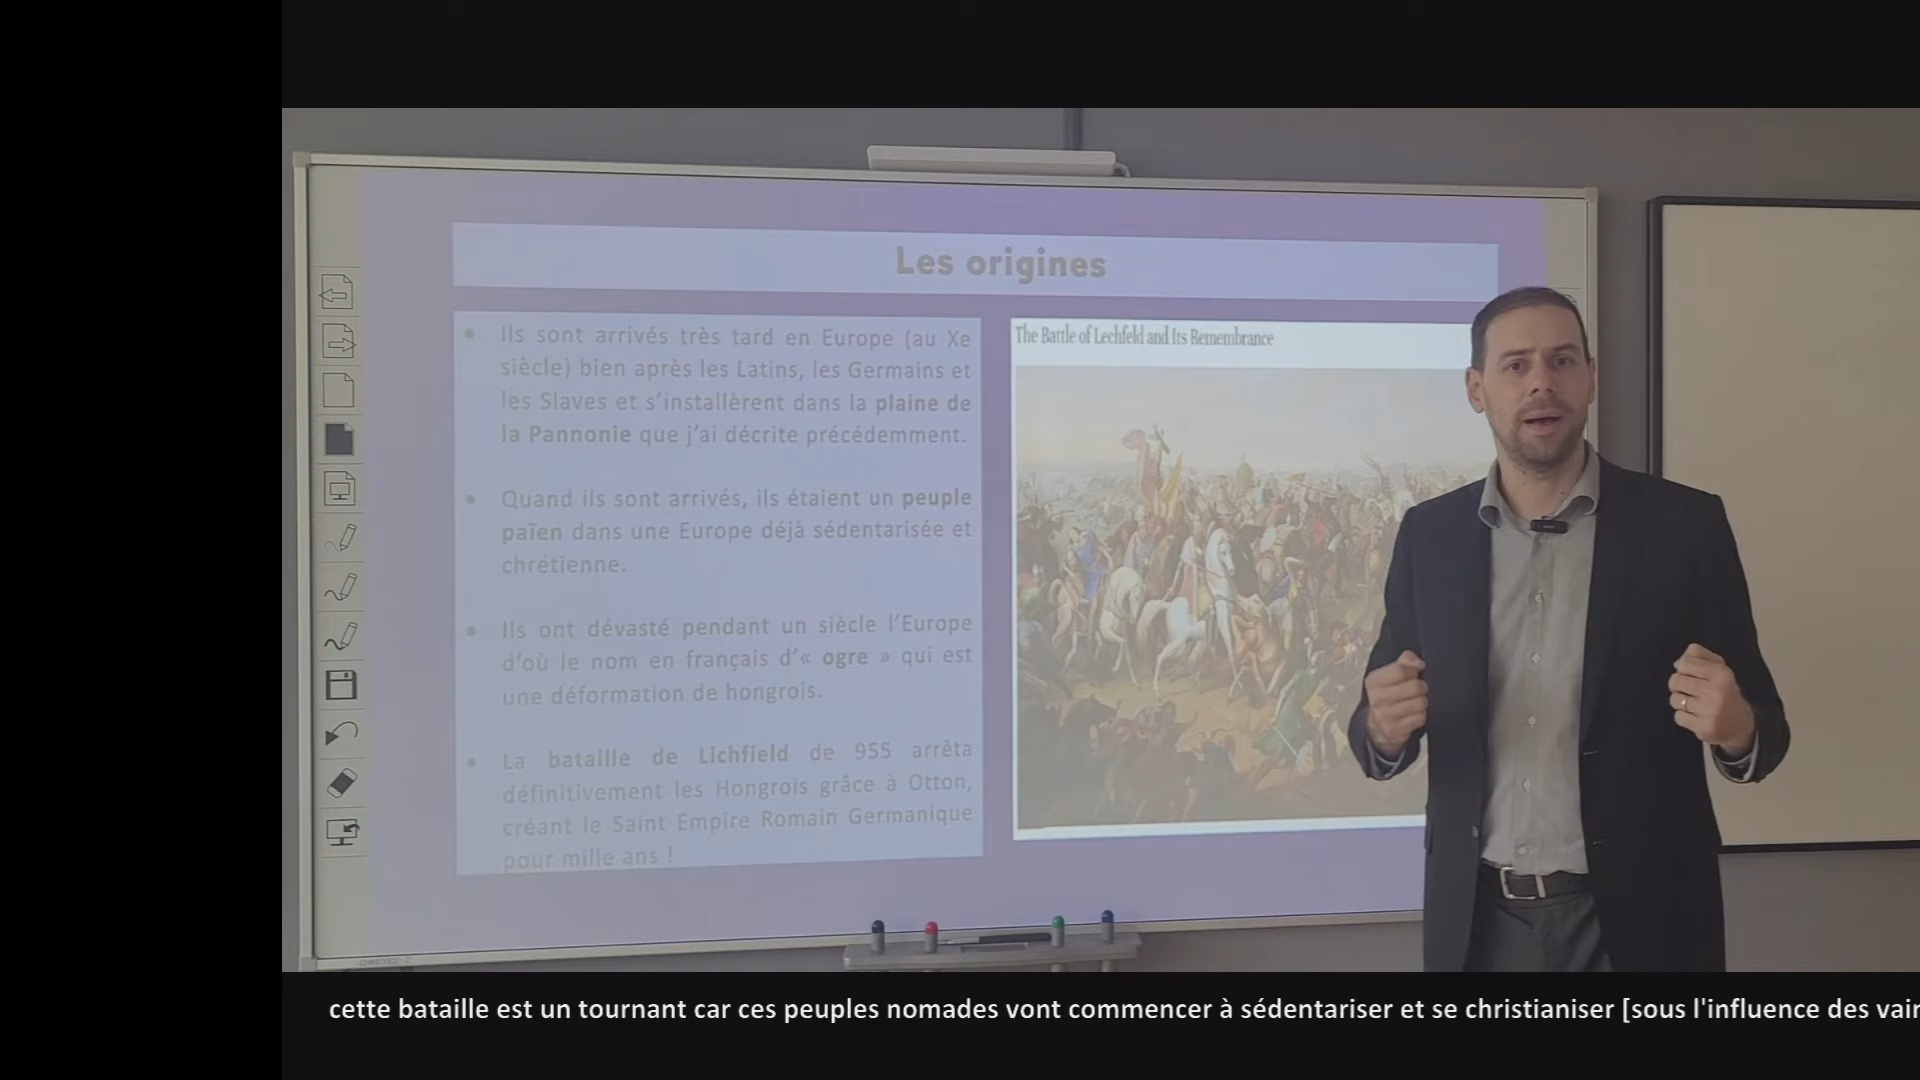 Les origines
Ils sont arrivés très tard en Europe (au Xe
siècle) bien après les Latins, les Germains et
les Slaves et s'installèrent dans la plaine de
la Pannonie que j'ai décrite précédemment.
Quand ils sont arrivés, ils étaient un peuple
païen dans une Europe déjà sédentarisée et
chrétienne.
Ils ont dévasté pendant un siècle l'Europe
d'où le nom en français d'« ogre » qui est
une déformation de hongrois.
La bataille de Lichfield de 955 arrêta
définitivement les Hongrois grâce à Otton,
créant le Saint Empire Romain Germanique
pour mille ans !
The Battle of Lechfeld and Its Remembrance
cette bataille est un tournant car ces peuples nomades vont commencer à sédentariser et se christianiser [sous l'influence des